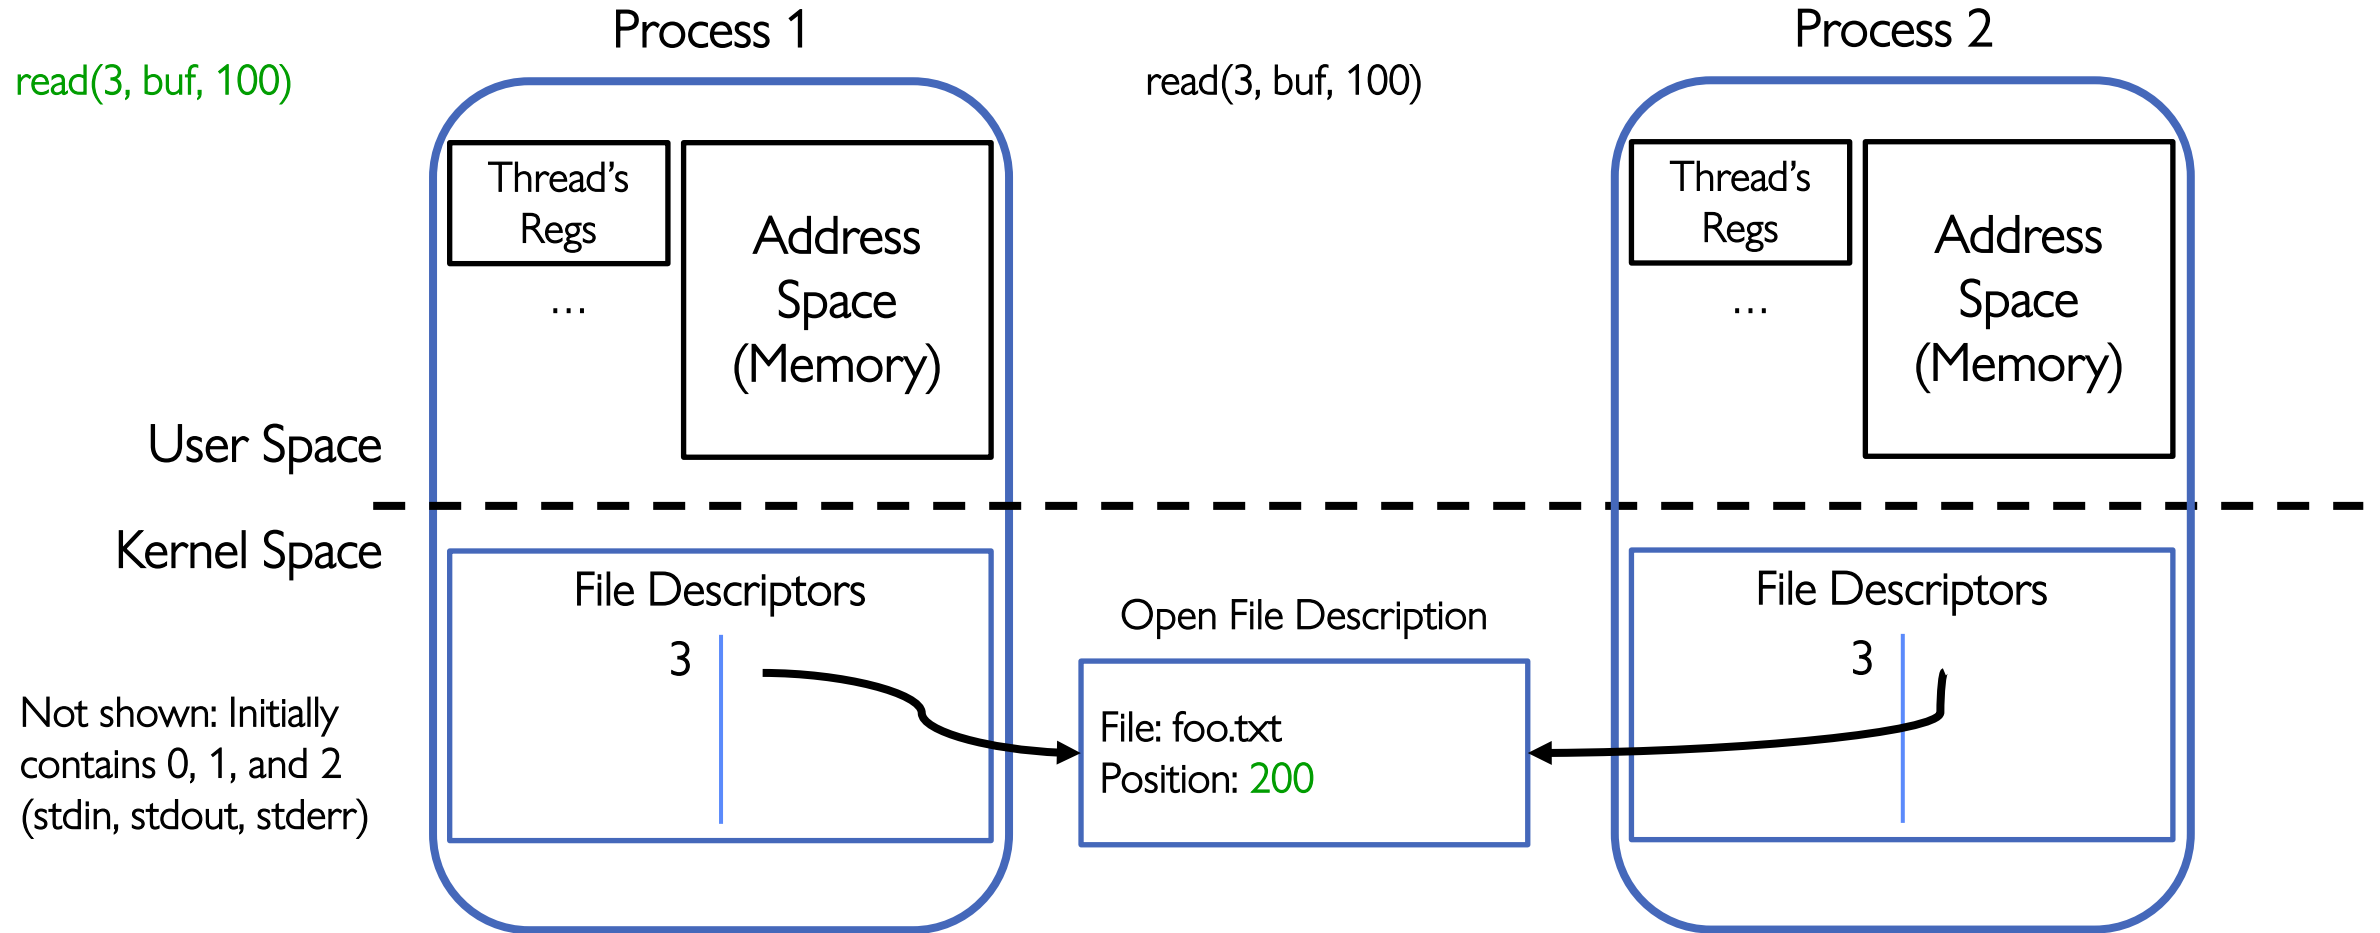 Process 1
Process 2
read(3, buf, 100)
read(3, buf, 100)
Thread’s
Regs
…
Address
Space
(Memory)
Thread’s
Regs
…
Address
Space
(Memory)
User Space
Kernel Space
File Descriptors
3
Open File Description
File: foo.txt
Position: 200
File Descriptors
3
Not shown: Initially
contains 0, 1, and 2
(stdin, stdout, stderr)